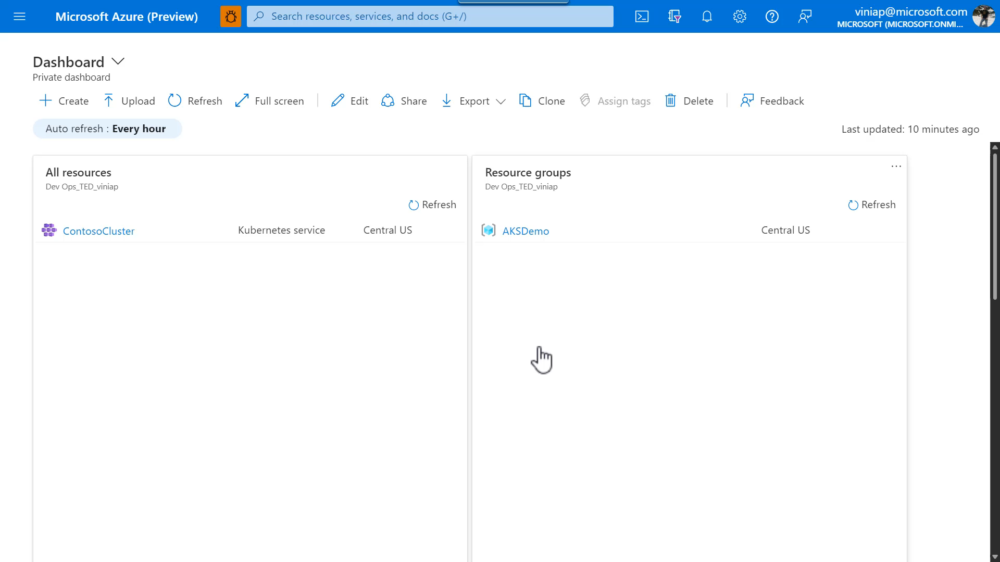 Microsoft Azure (Preview)
Search resources, services, and docs (G+/)
viniap@microsoft.com
MICROSOFT (MICROSOFT.ONMI...
Dashboard
Private dashboard
Create
Upload
Refresh
Full screen
Edit
Share
Export
Clone
Assign tags
Delete
Feedback
Auto refresh : Every hour
Last updated: 10 minutes ago
All resources
Dev Ops_TED_viniap
Refresh
ContosoCluster
Kubernetes service
Central US
Resource groups
Dev Ops_TED_viniap
Refresh
AKSDemo
Central US